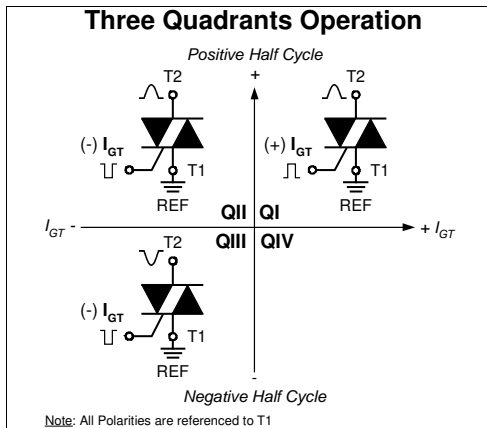 Three Quadrants Operation
Positive Half Cycle
+
T2
(-) IGT
T1
REF
T2
(+) IGT
T1
REF
QII QI
IGT -
+ IGT
QIII QIV
T2
(-) IGT
T1
REF
-
Negative Half Cycle
Note: All Polarities are referenced to T1